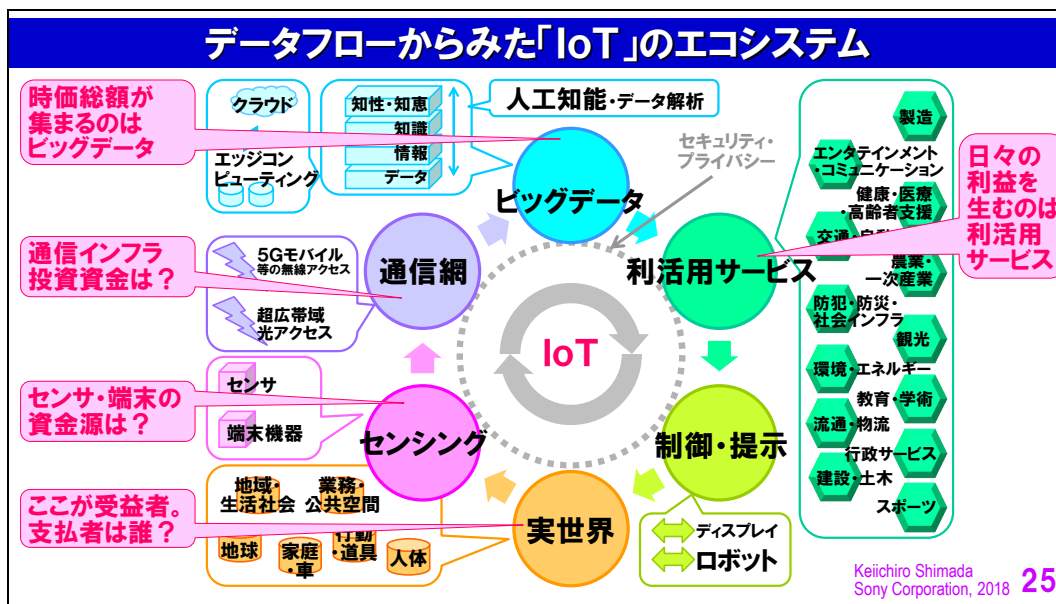 データフローからみた「IoT」のエコシステム
時価総額が
集まるのは
ビッグデータ
クラウド
エッジコン
ピューティング
知性・知恵
知識
情報
データ
人工知能・データ解析
セキュリティ・
プライバシー
ビッグデータ
通信インフラ
投資資金は？
5Gモバイル
等の無線アクセス
超広帯域
光アクセス
通信網
利活用サービス
製造
エンタテインメント
・コミュニケーション
健康・医療
・高齢者支援
交通・自動
農業・
一次産業
防犯・防災・
社会インフラ
観光
環境・エネルギー
教育・学術
流通・物流
行政サービス
建設・土木
スポーツ
日々の
利益を
生むのは
利活用
サービス
IoT
センサ・端末の
資金源は？
センサ
端末機器
センシング
制御・提示
ここが受益者。
支払者は誰？
地域・
生活社会
業務・
公共空間
地球
家庭
・車
行動
・道具
人体
実世界
ディスプレイ
ロボット
Keiichiro Shimada
Sony Corporation, 2018
25